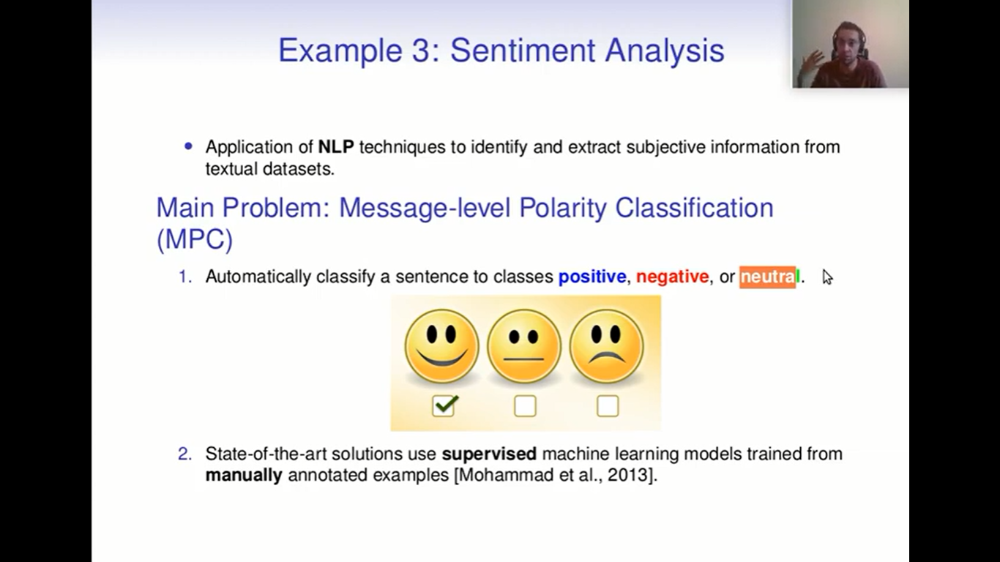 Example 3: Sentiment Analysis
• Application of NLP techniques to identify and extract subjective information from
textual datasets.
Main Problem: Message-level Polarity Classification
(MPC)
1. Automatically classify a sentence to classes positive, negative, or neutral.
2. State-of-the-art solutions use supervised machine learning models trained from
manually annotated examples [Mohammad et al., 2013].